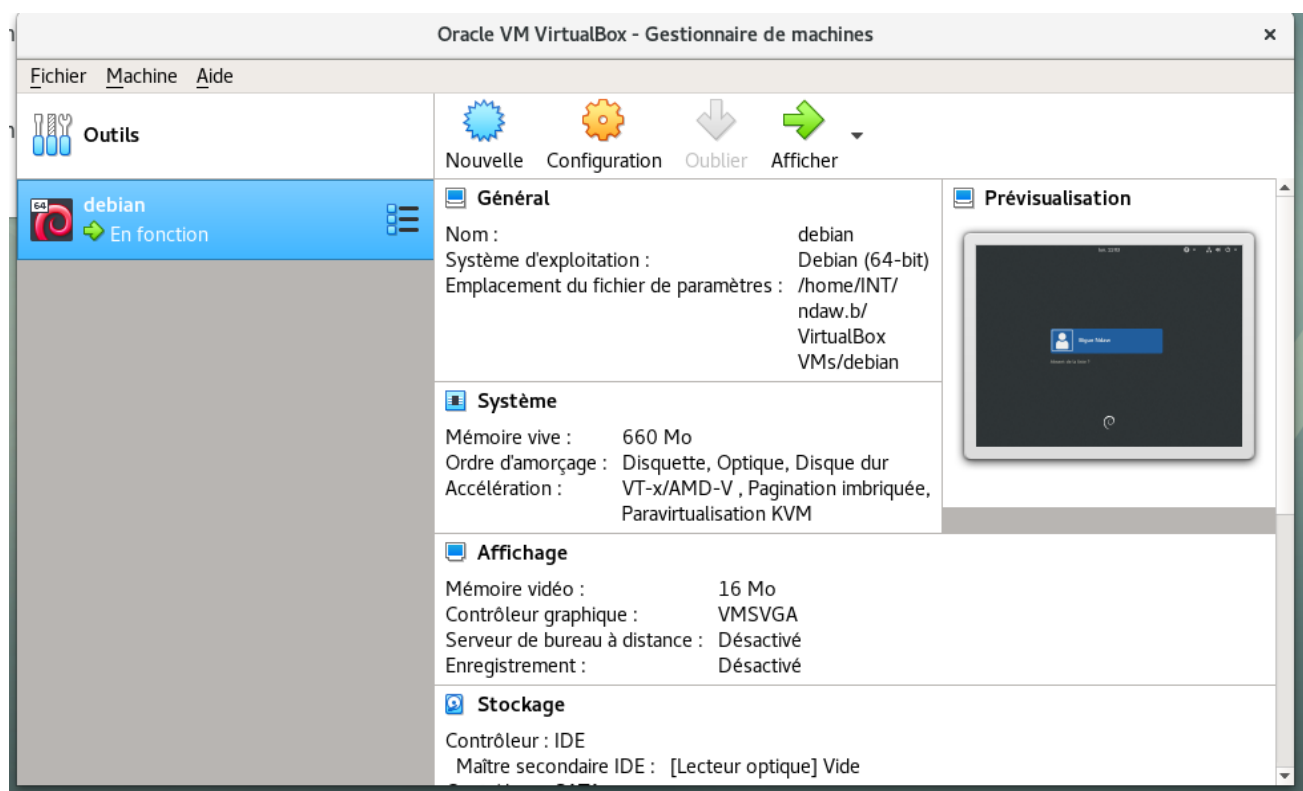 Oracle VM VirtualBox - Gestionnaire de machines
Fichier Machine Aide
Outils
Nouvelle Configuration Oublier Afficher
64
debian
En fonction
Général
Nom : debian
Système d'exploitation : Debian (64-bit)
Emplacement du fichier de paramètres : /home/INT/
ndaw.b/
VirtualBox
VMs/debian
Prévisualisation
Système
Mémoire vive : 660 Mo
Ordre d'amorçage : Disquette, Optique, Disque dur
Accélération : VT-x/AMD-V , Pagination imbriquée,
Paravirtualisation KVM
Affichage
Mémoire vidéo : 16 Mo
Contrôleur graphique : VMSVGA
Serveur de bureau à distance : Désactivé
Enregistrement : Désactivé
Stockage
Contrôleur : IDE
Maître secondaire IDE : [Lecteur optique] Vide